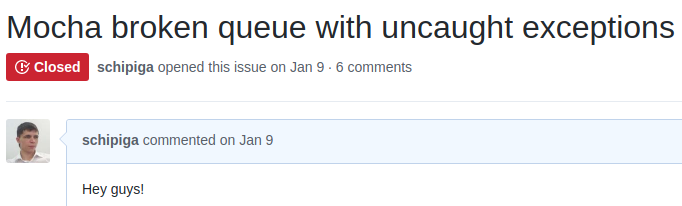 Mocha broken queue with uncaught exceptions
Closed schipiga opened this issue on Jan 9 · 6 comments
schipiga commented on Jan 9
Hey guys!